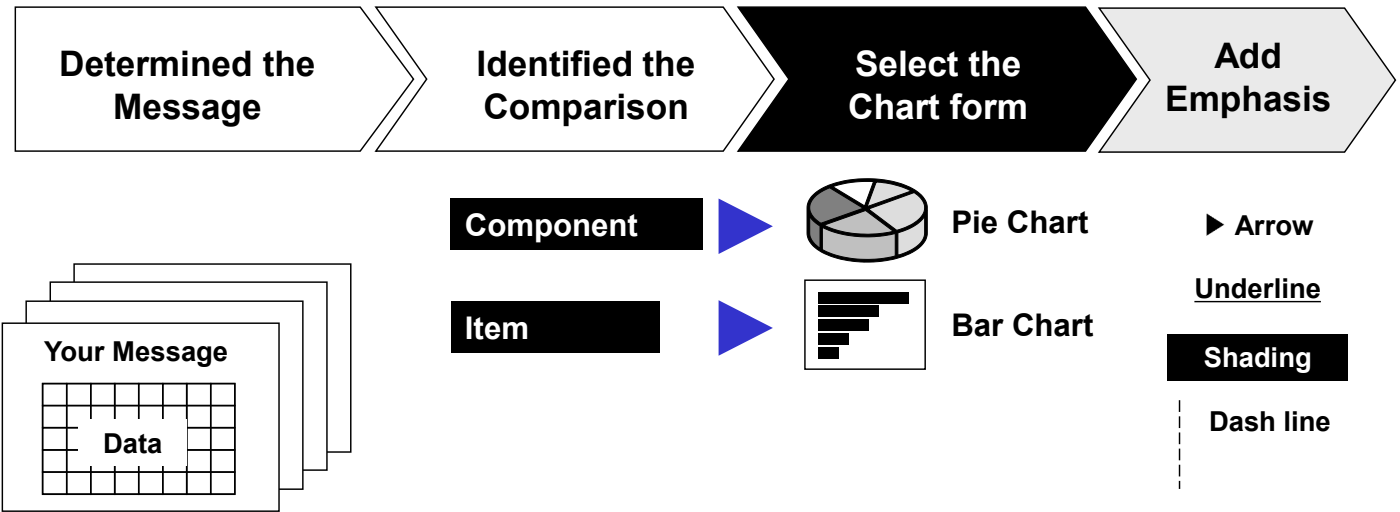 Determined the
Message
Identified the
Comparison
Select the
Chart form
Add
Emphasis
Component
Pie Chart
Arrow
Underline
Item
Bar Chart
Your Message
Shading
Data
Dash line